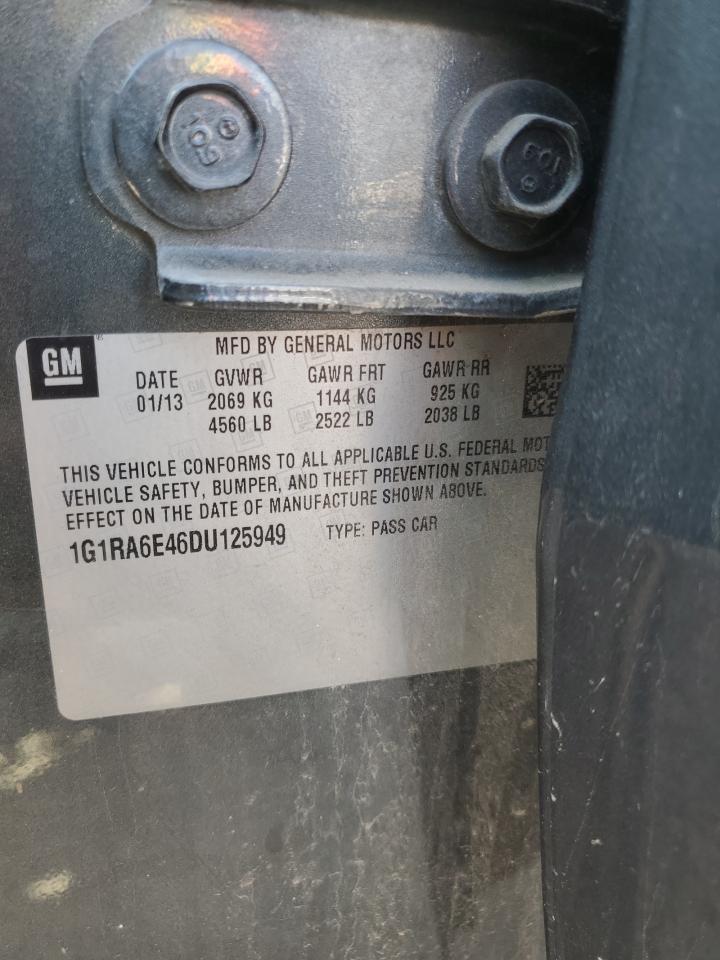 109
109
GM
MFD BY GENERAL MOTORS LLC
DATE GVWR GAWR FRT GAWR RR
01/13 2069 KG 1144 KG 925 KG
4560 LB 2522 LB 2038 LB
THIS VEHICLE CONFORMS TO ALL APPLICABLE U.S. FEDERAL MOT
VEHICLE SAFETY, BUMPER, AND THEFT PREVENTION STANDARDS
EFFECT ON THE DATE OF MANUFACTURE SHOWN ABOVE.
1G1RA6E46DU125949 TYPE: PASS CAR